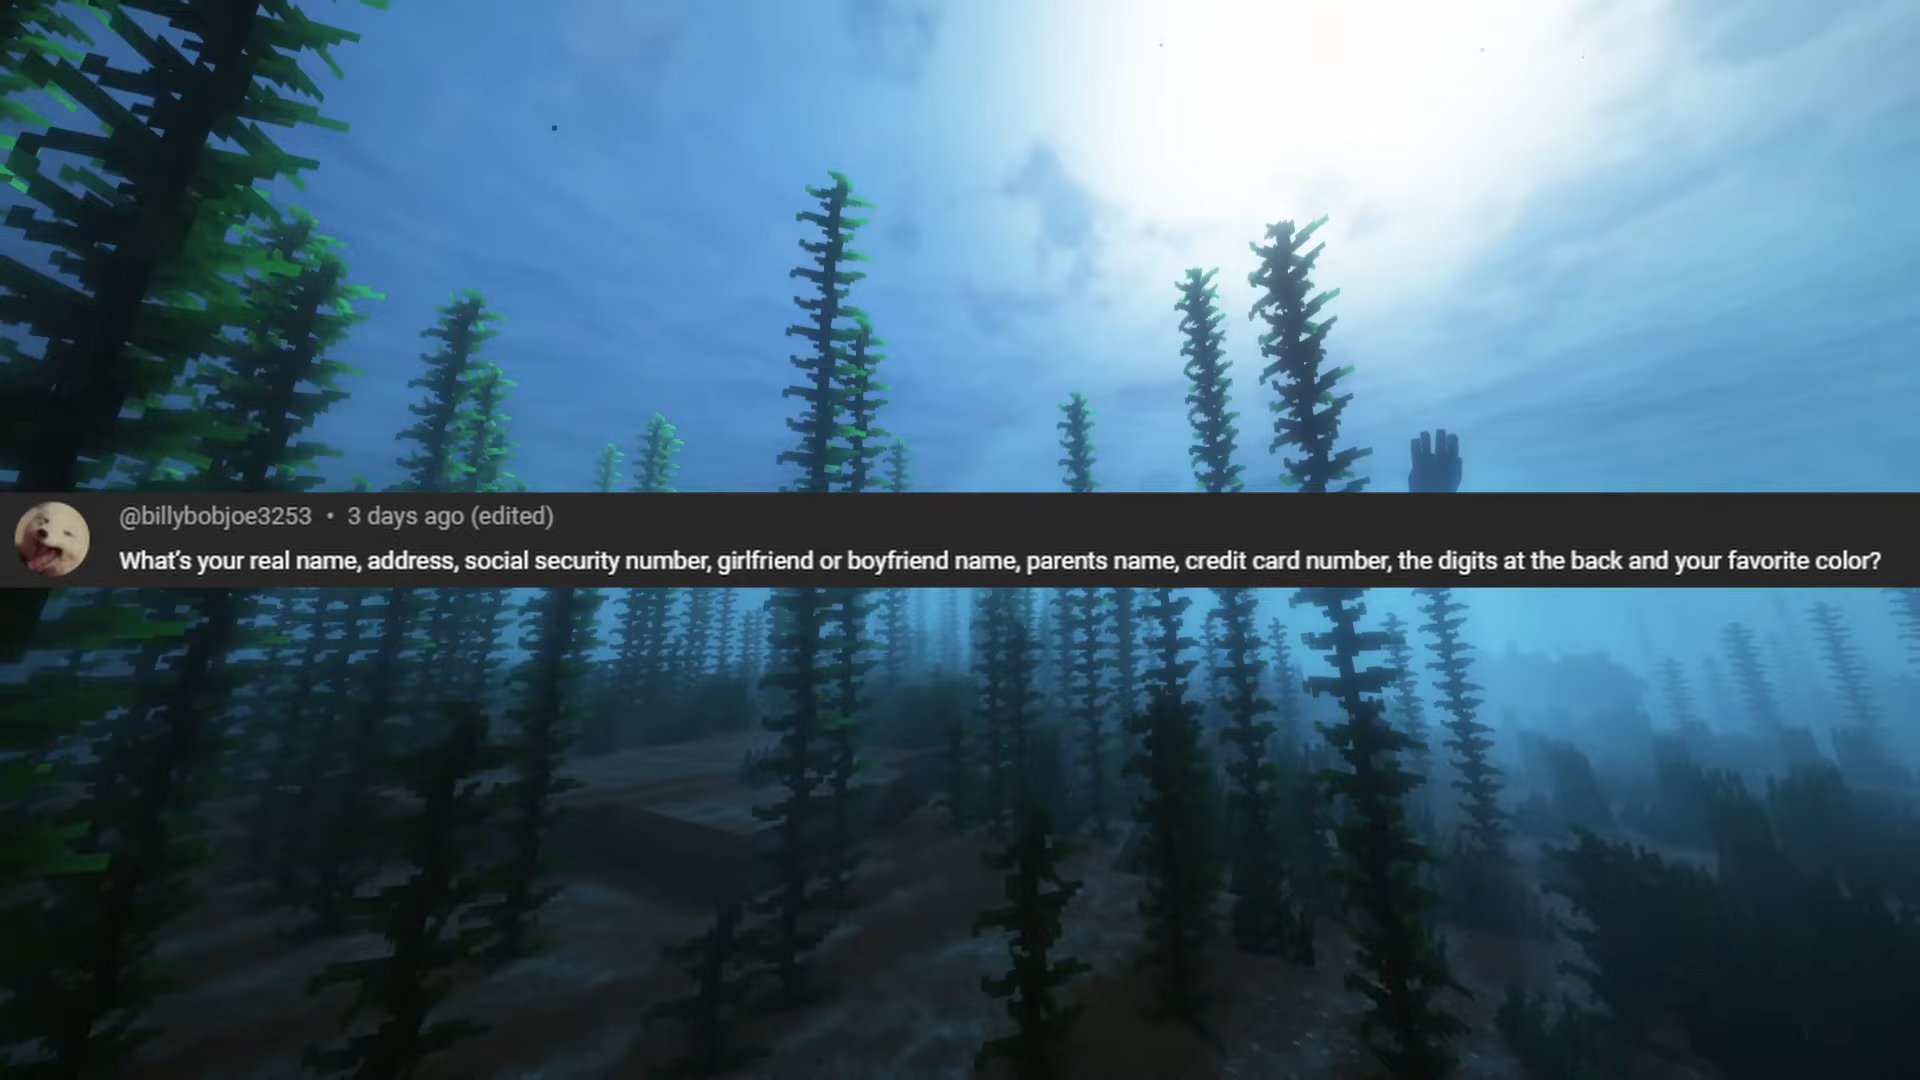 @billybobjoe3253 • 3 days ago (edited)
What's your real name, address, social security number, girlfriend or boyfriend name, parents name, credit card number, the digits at the back and your favorite color?